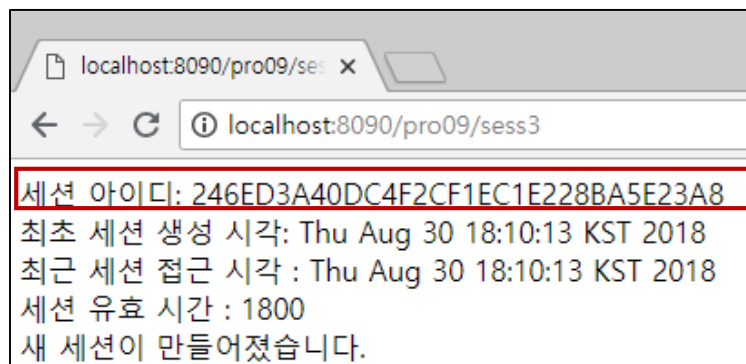 localhost:8090/pro09/ses
localhost:8090/pro09/sess3
세션 아이디: 246ED3A40DC4F2CF1EC1E228BA5E23A8
최초 세션 생성 시각: Thu Aug 30 18:10:13 KST 2018
최근 세션 접근 시각 : Thu Aug 30 18:10:13 KST 2018
세션 유효 시간 : 1800
새 세션이 만들어졌습니다.